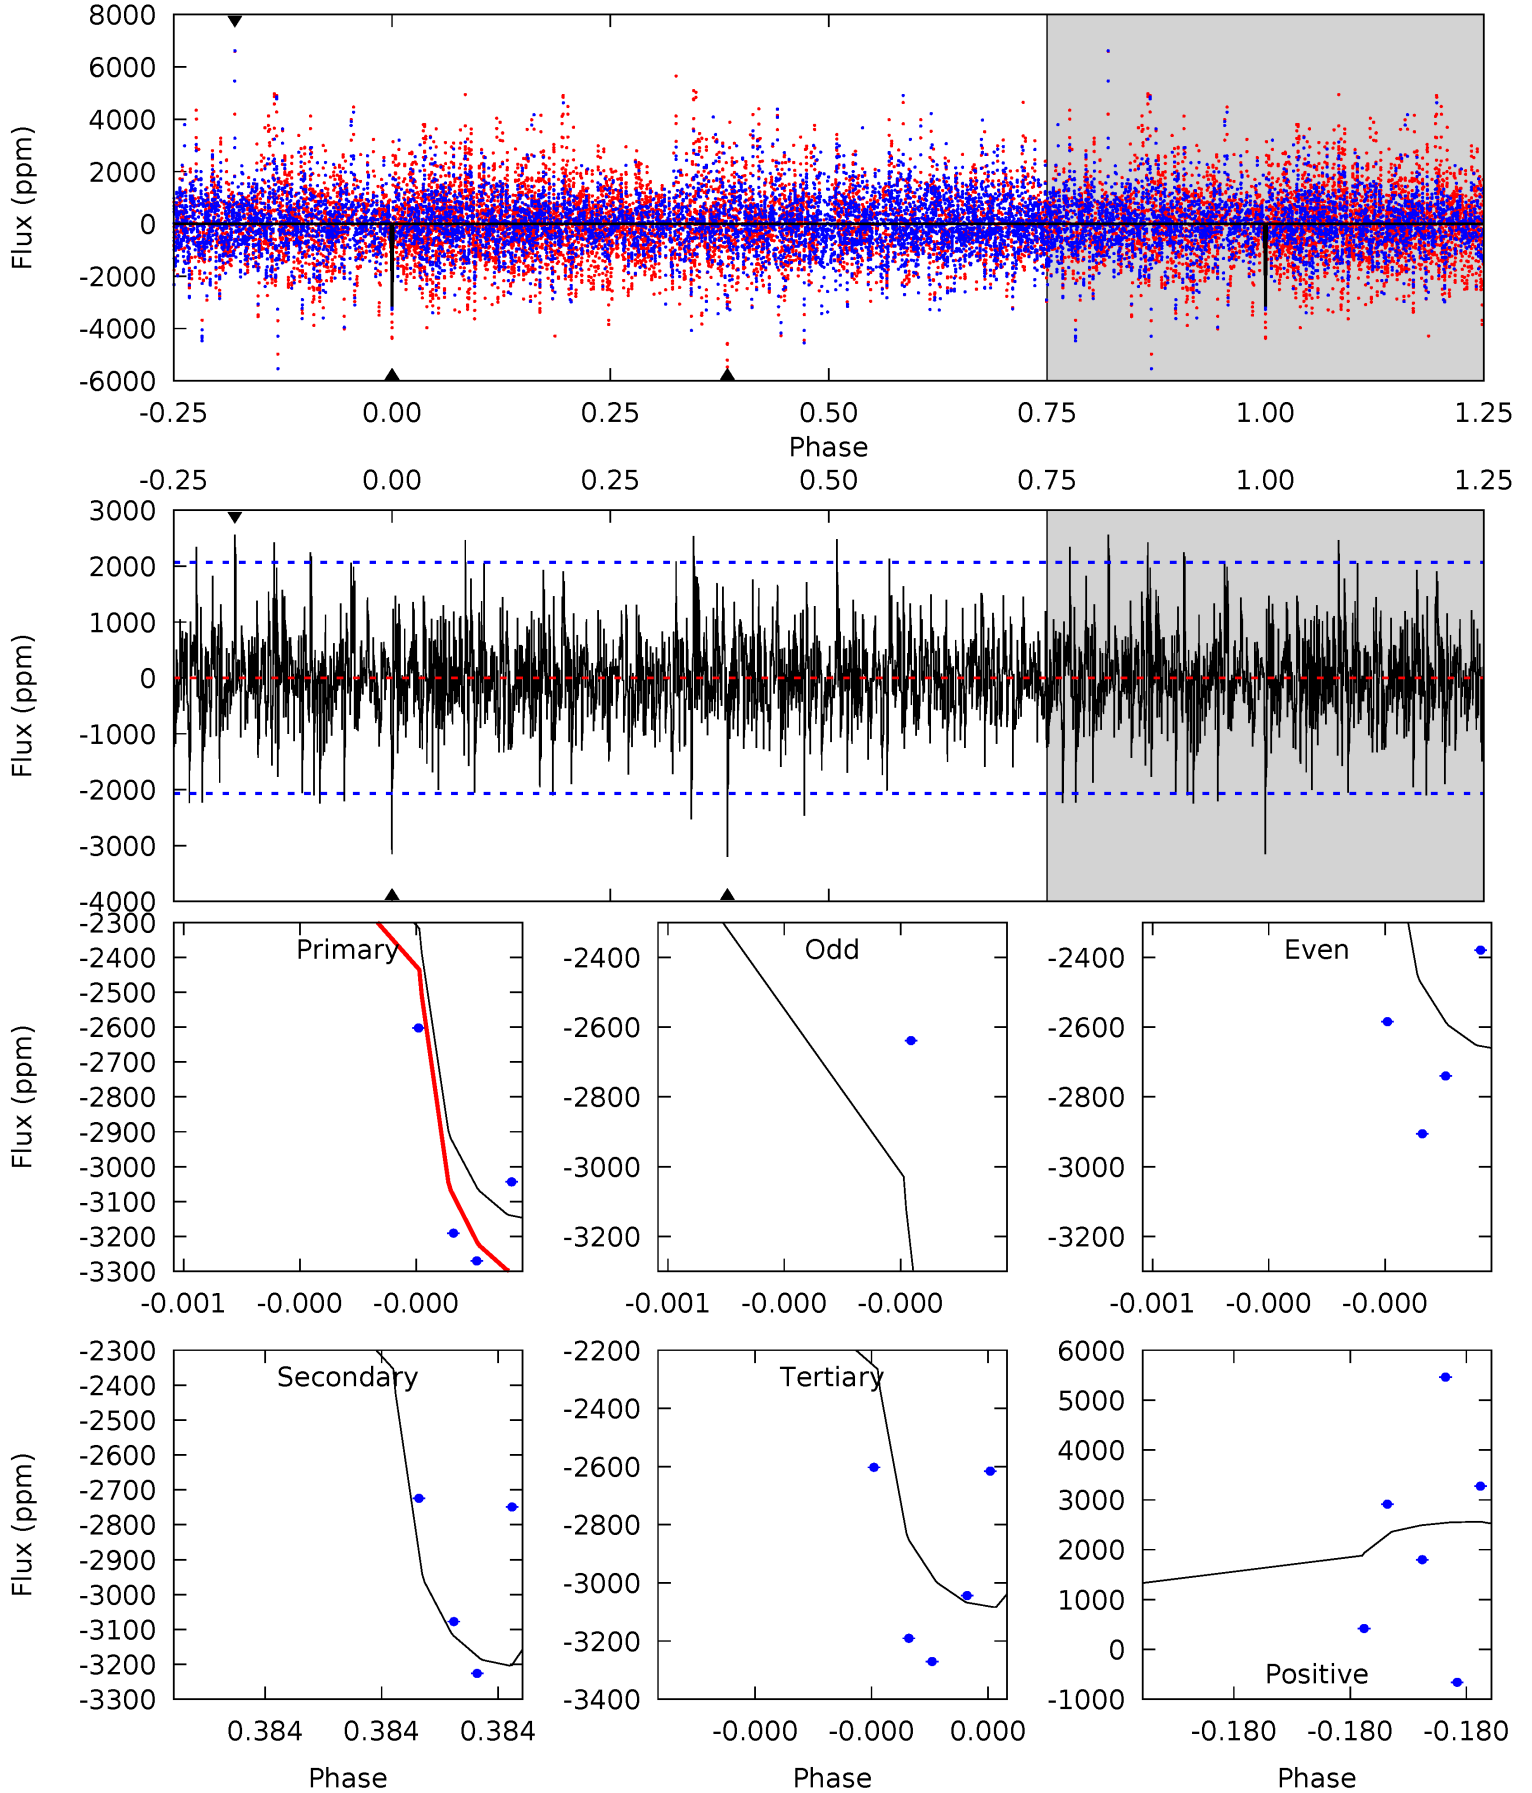 8000
6000
4000
2000
0
-2000
-4000
-6000
Flux (ppm)
-0.25 0.00 0.25 0.50 0.75 1.00 1.25
Phase
-0.25 0.00 0.25 0.50 0.75 1.00 1.25
3000
2000
1000
0
-1000
-2000
-3000
-4000
Flux (ppm)
Primary
-2300
-2400
-2500
-2600
-2700
-2800
-2900
-3000
-3100
-3200
-3300
Flux (ppm)
-0.001 -0.000 -0.000
Odd
-2400
-2600
-2800
-3000
-3200
-0.001 -0.000 -0.000
Even
-2400
-2600
-2800
-3000
-3200
-0.001 -0.000 -0.000
Secondary
-2300
-2400
-2500
-2600
-2700
-2800
-2900
-3000
-3100
-3200
-3300
Flux (ppm)
0.384 0.384 0.384
Phase
Tertiary
-2200
-2400
-2600
-2800
-3000
-3200
-3400
-0.000 -0.000 0.000
Phase
6000
5000
4000
3000
2000
1000
0
-1000
Positive
-0.180 -0.180 -0.180
Phase